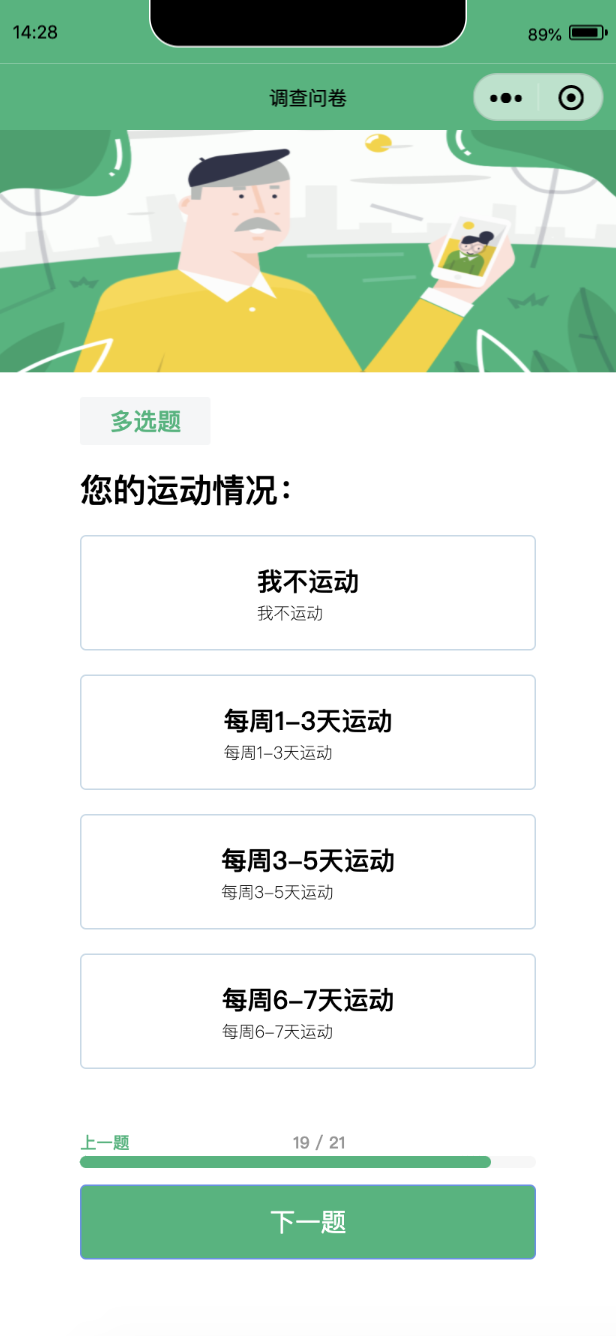 14:28
89%
调查问卷
多选题
您的运动情况：
我不运动
我不运动
每周1-3天运动
每周1-3天运动
每周3-5天运动
每周3-5天运动
每周6-7天运动
每周6-7天运动
上一题
19 / 21
下一题